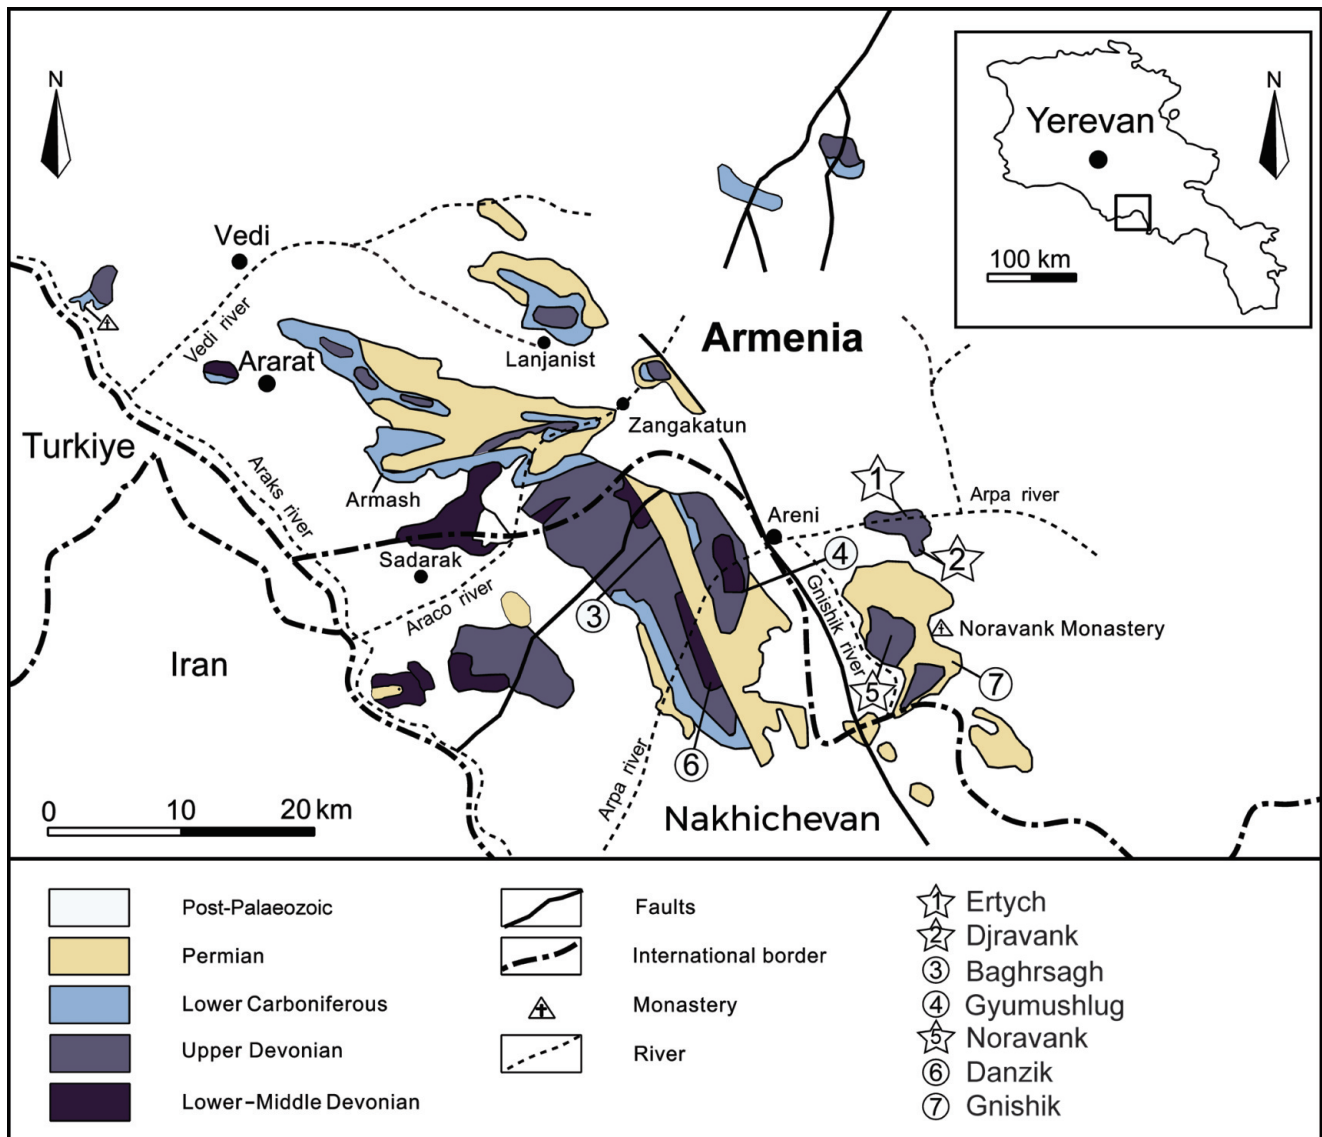 N
Yerevan
N
100 km
Vedi
Vedi river
Ararat
Lanjanist
Armenia
Zangakatun
Turkiye
Araks river
Armash
1
Arpa river
Areni
Sadarak
4
2
Araco river
3
Gnishik river
Noravank Monastery
Iran
5
7
6
Arpa river
0 10 20 km
Nakhichevan
Post-Palaeozoic
Permian
Lower Carboniferous
Upper Devonian
Lower-Middle Devonian
Faults
International border
Monastery
River
1 Ertych
2 Djravank
3 Baghrsagh
4 Gyumushlug
5 Noravank
6 Danzik
7 Gnishik